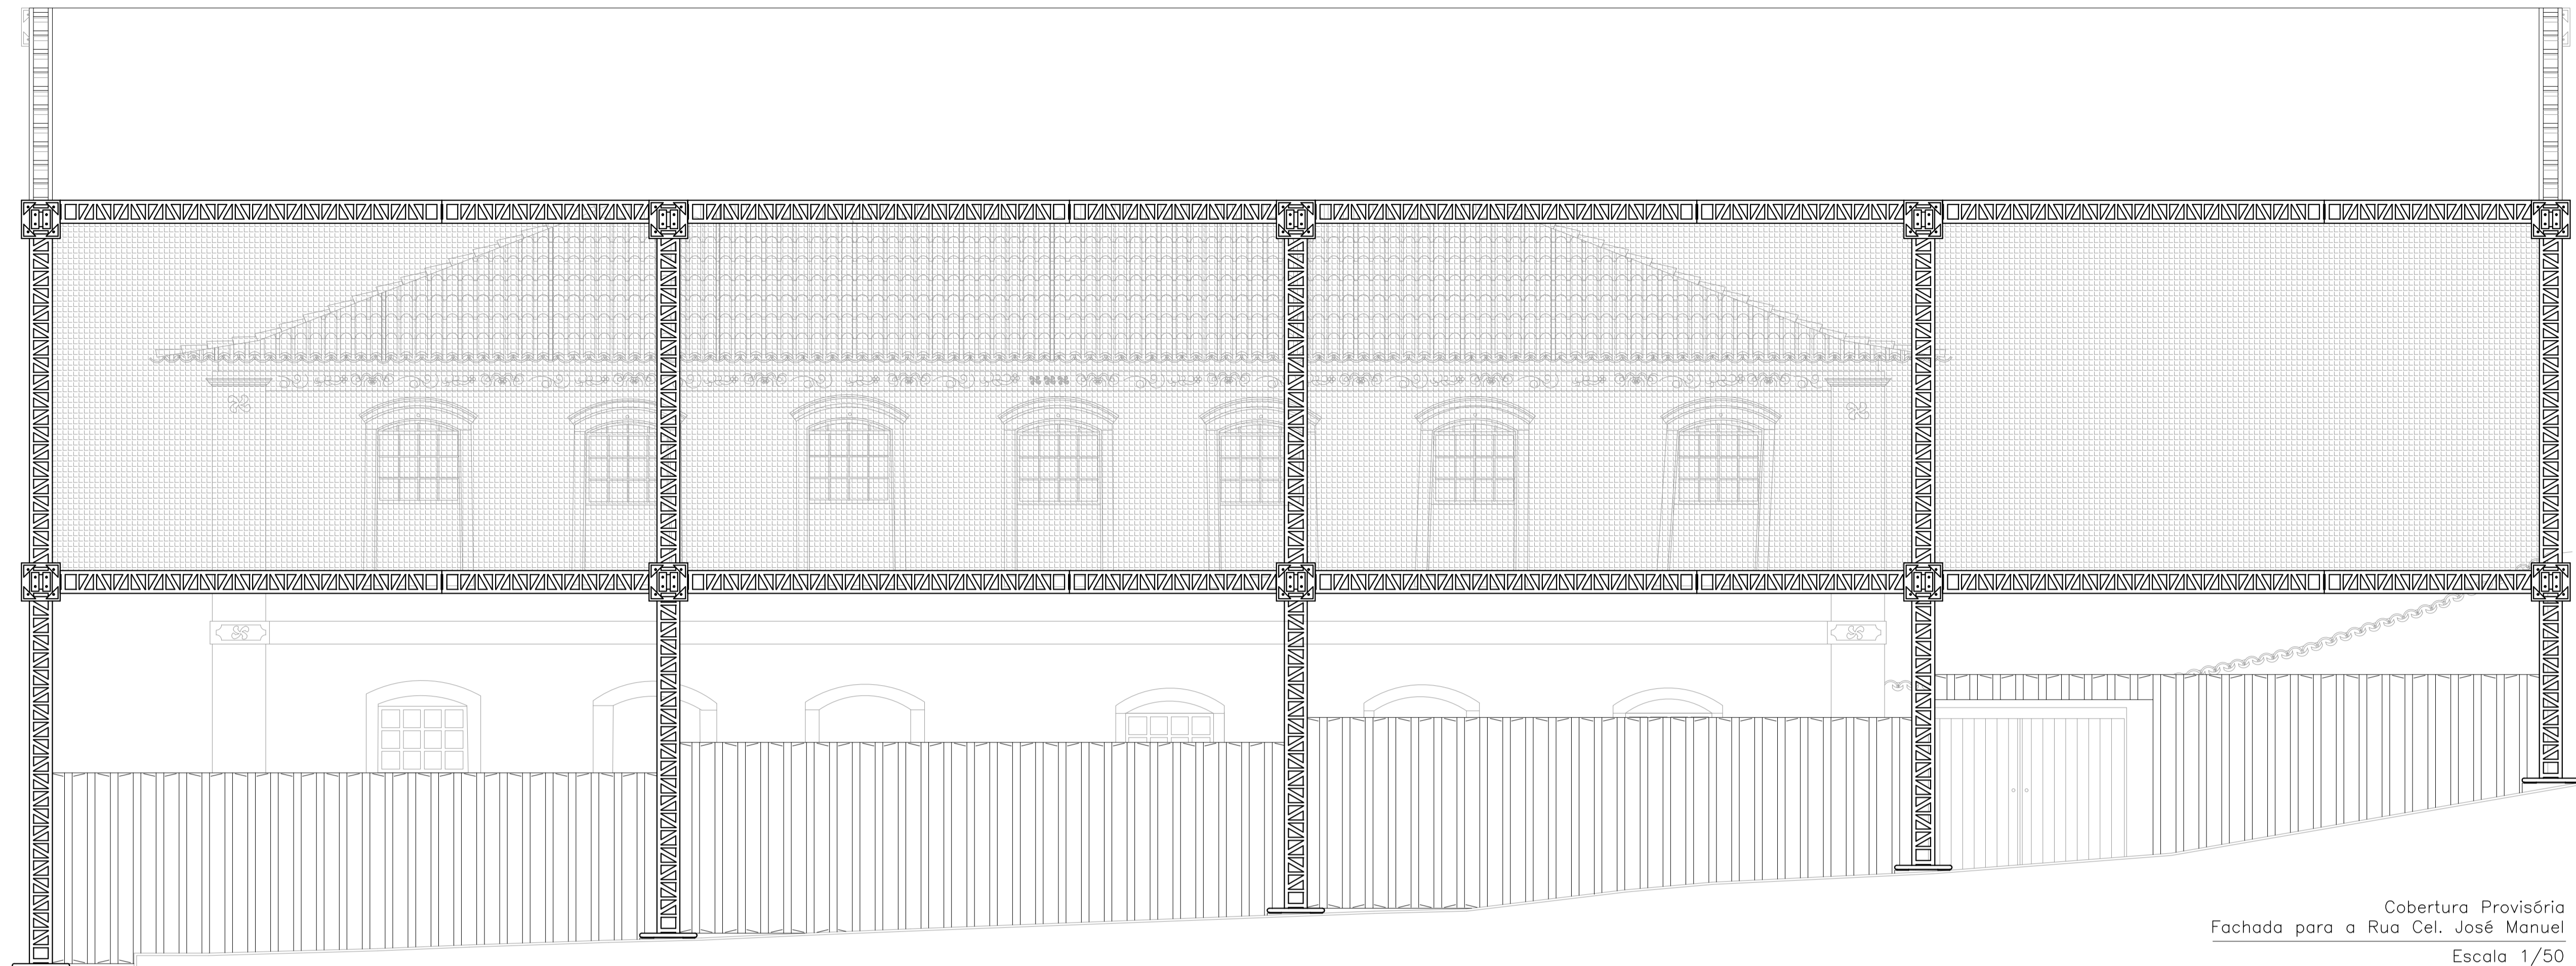 Cobertura Provisória
Fachada para a Rua Cel. José Manuel
Escala 1/50